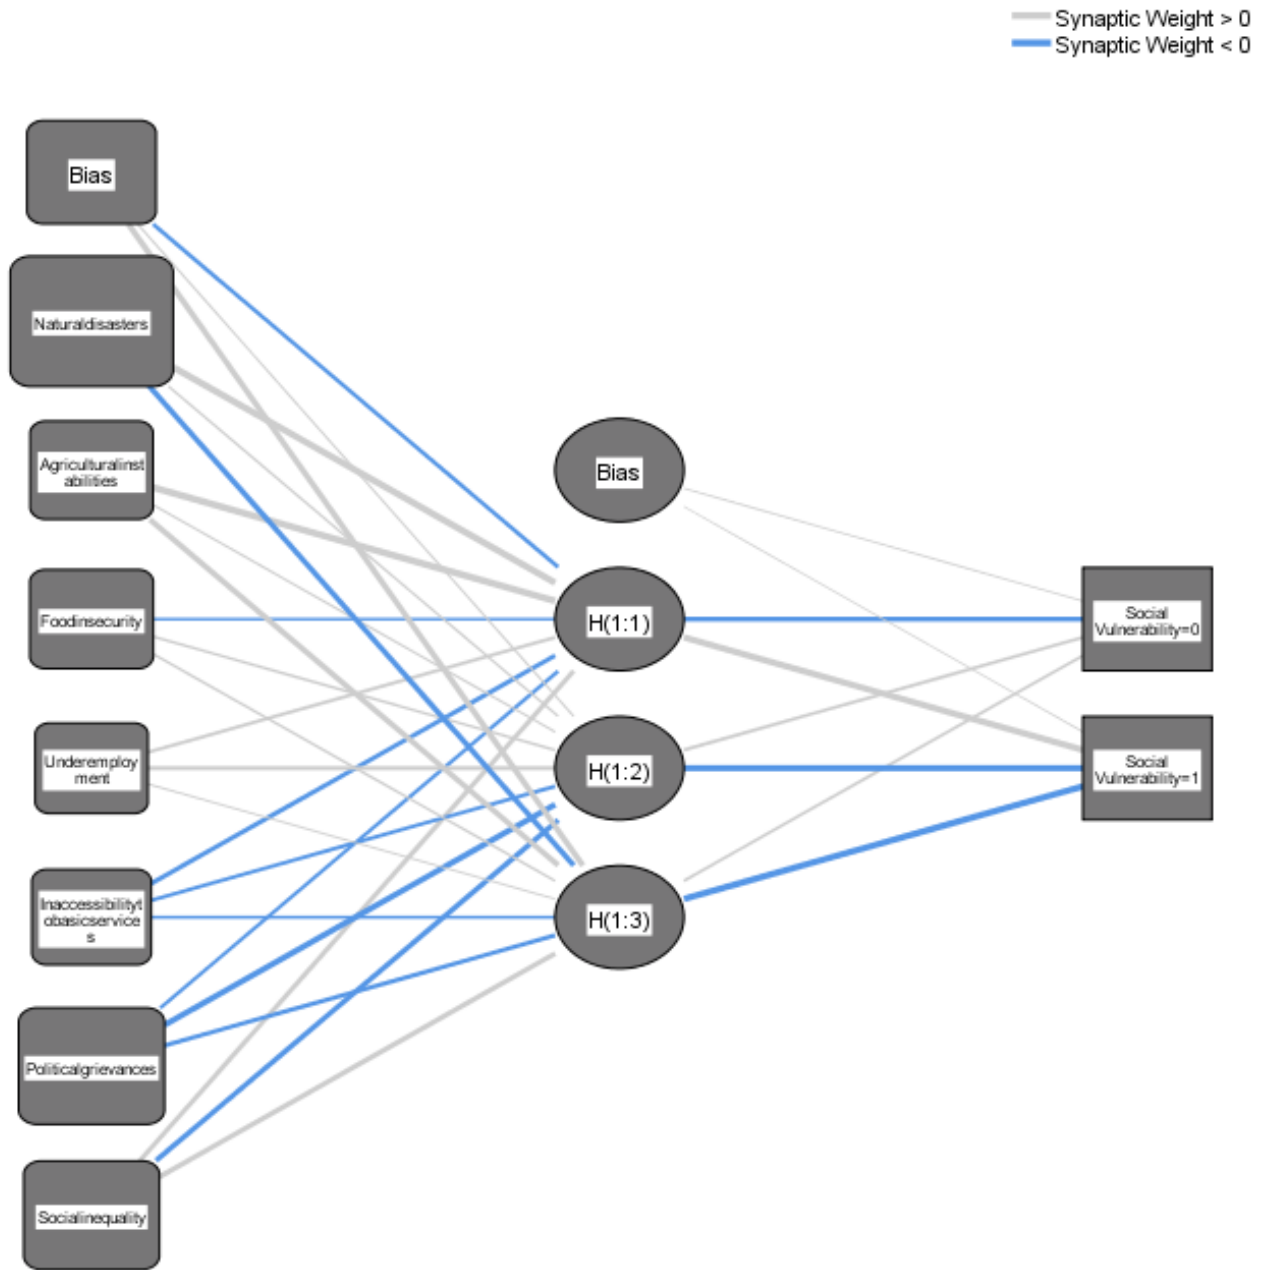 Synaptic Weight > 0
Synaptic Weight < 0
Bias
Naturaldisasters
Agriculturalinst
abilities
Foodinsecurity
Underemploy
ment
Inaccessibilityt
obasicservice
s
Politicalgrievances
Socialinequality
Bias
H(1:1)
H(1:2)
H(1:3)
Social
Vulnerability=0
Social
Vulnerability=1